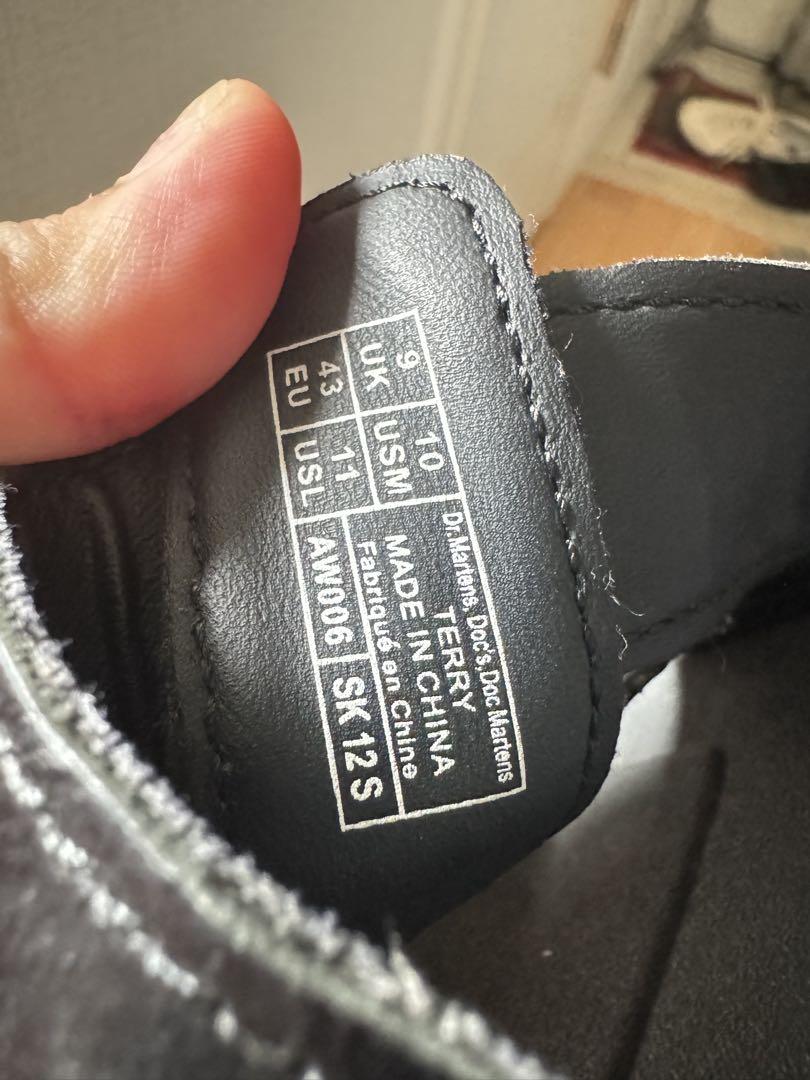 9 10
UK USM
43 11
EU USL
Dr.Martens, Doc's,Doc Martens
TERRY
MADE IN CHINA
Fabriqué en Chine
AW006 SK 12 S